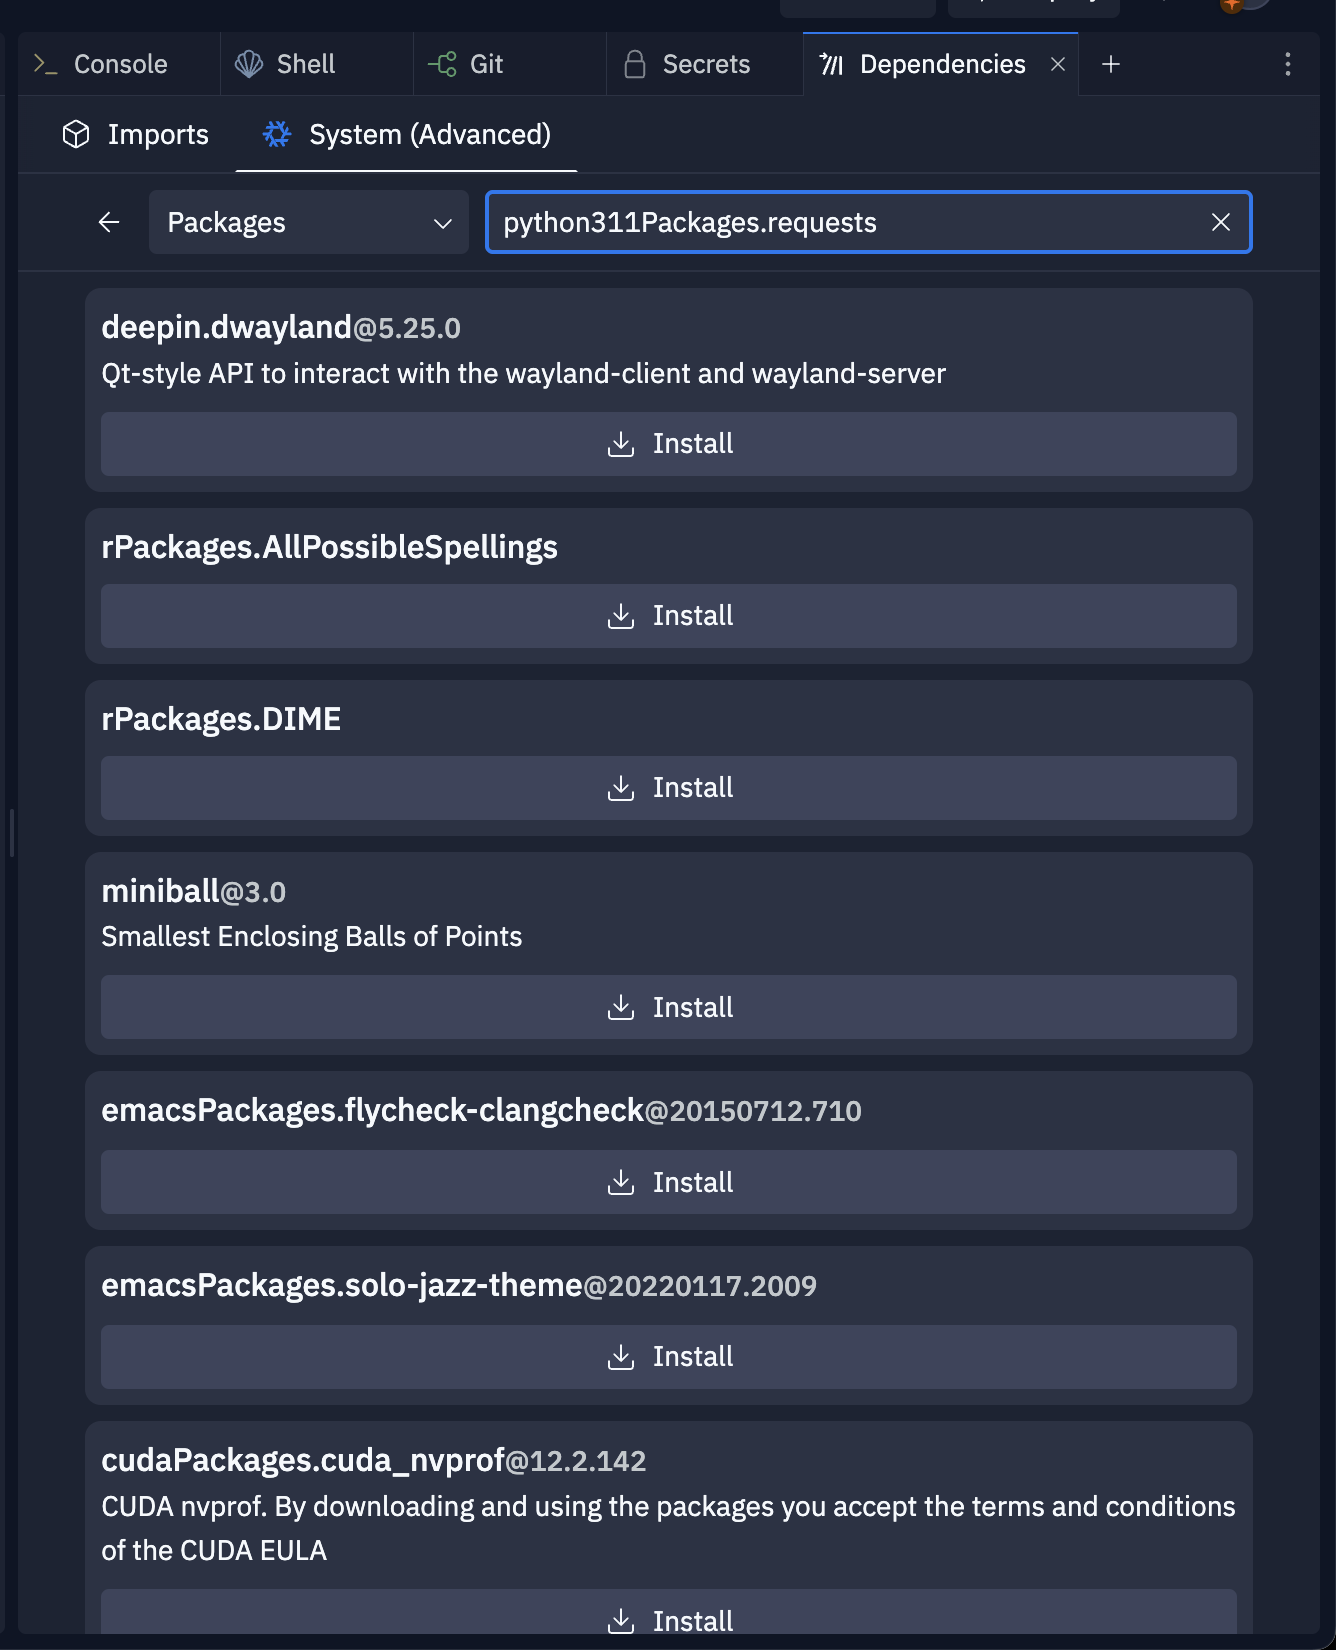 Console
Shell
Git
Secrets
Dependencies
Imports
System (Advanced)
Packages
python311Packages.requests
deepin.dwayland@5.25.0
Qt-style API to interact with the wayland-client and wayland-server
Install
rPackages.AllPossibleSpellings
Install
rPackages.DIME
Install
miniball@3.0
Smallest Enclosing Balls of Points
Install
emacsPackages.flycheck-clangcheck@20150712.710
Install
emacsPackages.solo-jazz-theme@20220117.2009
Install
cudaPackages.cuda_nvprof@12.2.142
CUDA nvprof. By downloading and using the packages you accept the terms and conditions
of the CUDA EULA
Install